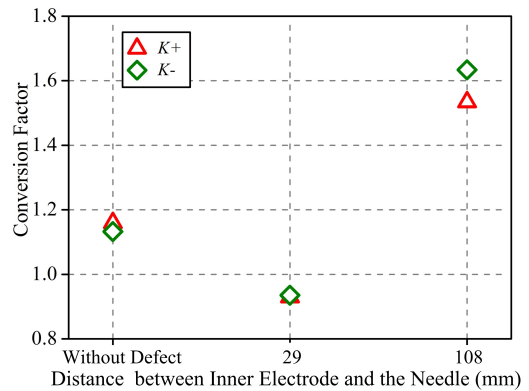 1.8
K+
K-
1.6
1.4
1.2
1.0
0.8
Conversion Factor
Without Defect 29 108
Distance between Inner Electrode and the Needle (mm)